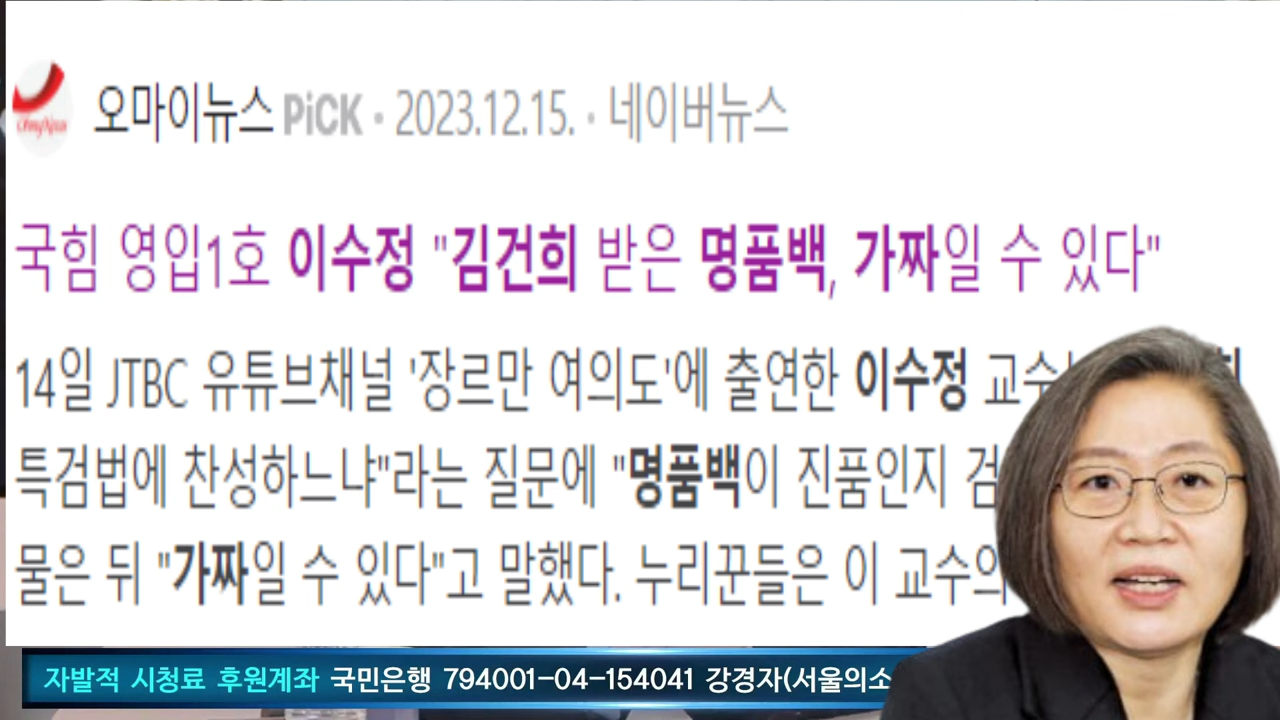 오마이뉴스 PiCK · 2023.12.15. · 네이버뉴스
국힘 영입1호 이수정 "김건희 받은 명품백, 가짜일 수 있다"
14일 JTBC 유튜브채널 '장르만 여의도'에 출연한 이수정
특검법에 찬성하느냐"라는 질문에 "명품백이 진품인지
물은 뒤 "가짜일 수 있다"고 말했다. 누리꾼들은 이 교수의
자발적 시청료 후원계좌 국민은행 794001-04-154041 강경자(서울의소